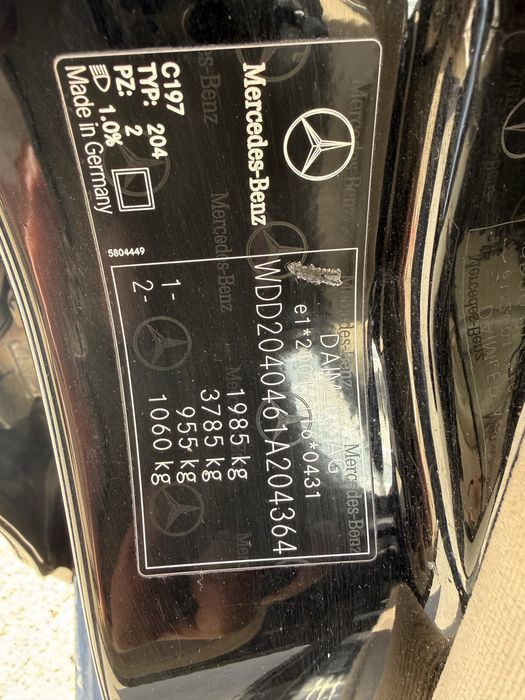 Mercedes-Benz
C197
TYP: 204
PZ: 2
1.0%
Made in Germany
5804449
WDD2040461A204364
1985 kg
3785 kg
1- 955 kg
2- 1060 kg